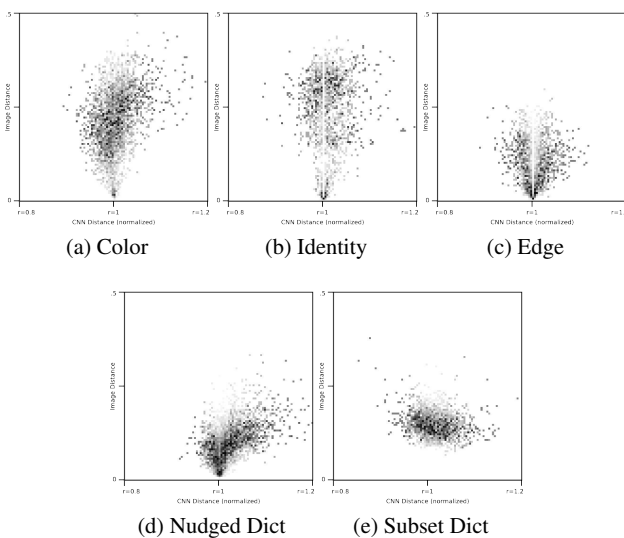 .5
.5
.5
Image Distance
Image Distance
Image Distance
0
0
0
r=0.8 r=1 r=1.2
r=0.8 r=1 r=1.2
r=0.8 r=1
CNN Distance (normalized)
CNN Distance (normalized)
CNN Distance (normalized)
(a) Color
(b) Identity
(c) Edge
.5
.5
Image Distance
Image Distance
0
0
r=0.8 r=1 r=1.2
r=0.8 r=1 r=1.2
CNN Distance (normalized)
CNN Distance (normalized)
(d) Nudged Dict
(e) Subset Dict